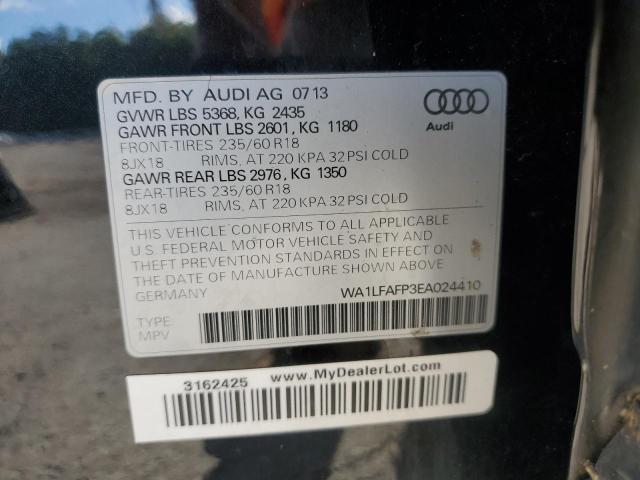 MFD. BY AUDI AG 07 13
GVWR LBS 5368, KG 2435
GAWR FRONT LBS 2601, KG 1180
FRONT-TIRES 235/60 R18
8JX18 RIMS, AT 220 KPA 32 PSI COLD
GAWR REAR LBS 2976, KG 1350
REAR-TIRES 235/60 R18
8JX18 RIMS, AT 220 KPA 32 PSI COLD
Audi
THIS VEHICLE CONFORMS TO ALL APPLICABLE
U.S. FEDERAL MOTOR VEHICLE SAFETY AND
THEFT PREVENTION STANDARDS IN EFFECT ON
THE DATE OF MANUFACTURE SHOWN ABOVE
GERMANY WA1LFAFP3EA024410
TYPE:
MPV
3162425 www.MyDealerLot.com